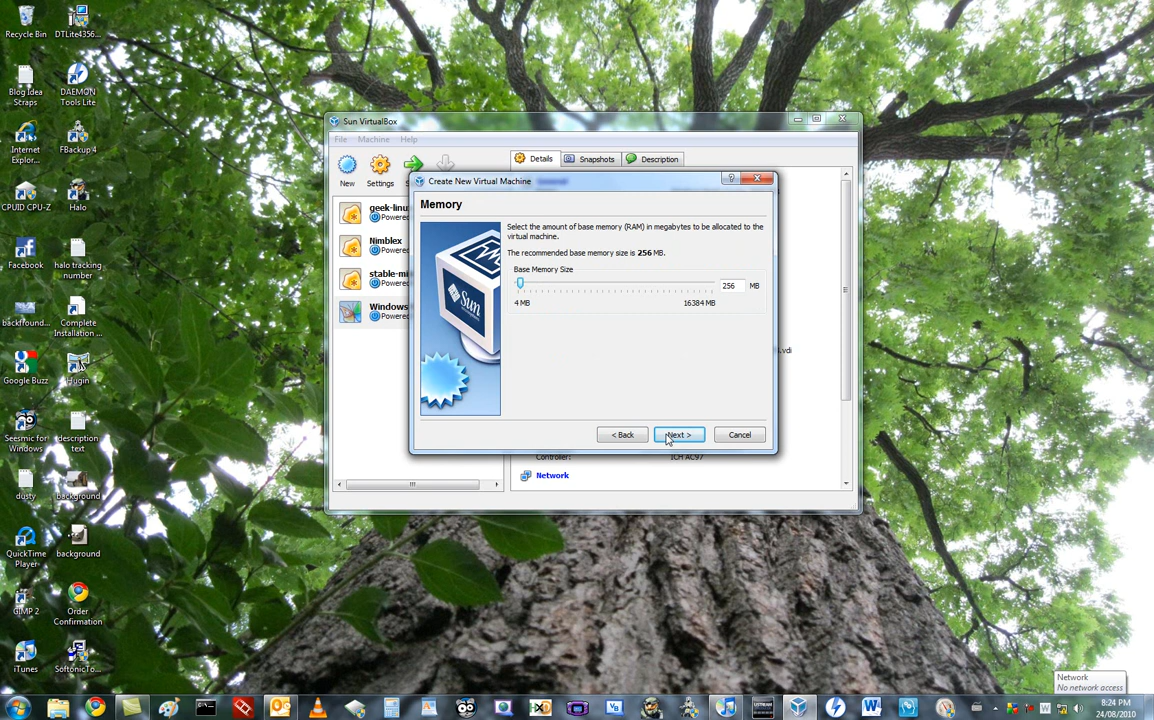 Recycle Bin
DTLite4356...
Blog Idea Straps
DAEMON Tools Lite
Internet Explor...
FBackup 4
CPUID CPU-Z
Halo
Facebook
halo tracking number
backfround...
Complete Installation ...
Google Buzz
Hugin
Seesmic for Windows
description text
dusty
background
QuickTime Player
background
GIMP 2
Order Confirmation
iTunes
SoftonicTo...
Sun VirtualBox
File Machine Help
New
Settings
Details
Snapshots
Description
geek-linu
Powered
Nimblex
Powered
stable-mi
Powered
Windows
Powered
Create New Virtual Machine
Memory
Select the amount of base memory (RAM) in megabytes to be allocated to the
virtual machine.
The recommended base memory size is 256 MB.
Base Memory Size
256 MB
4 MB
16384 MB
Sun
< Back
Next >
Cancel
.vdi
Controller:
ICH AC97
Network
Network
No network access
8:24 PM
24/08/2010